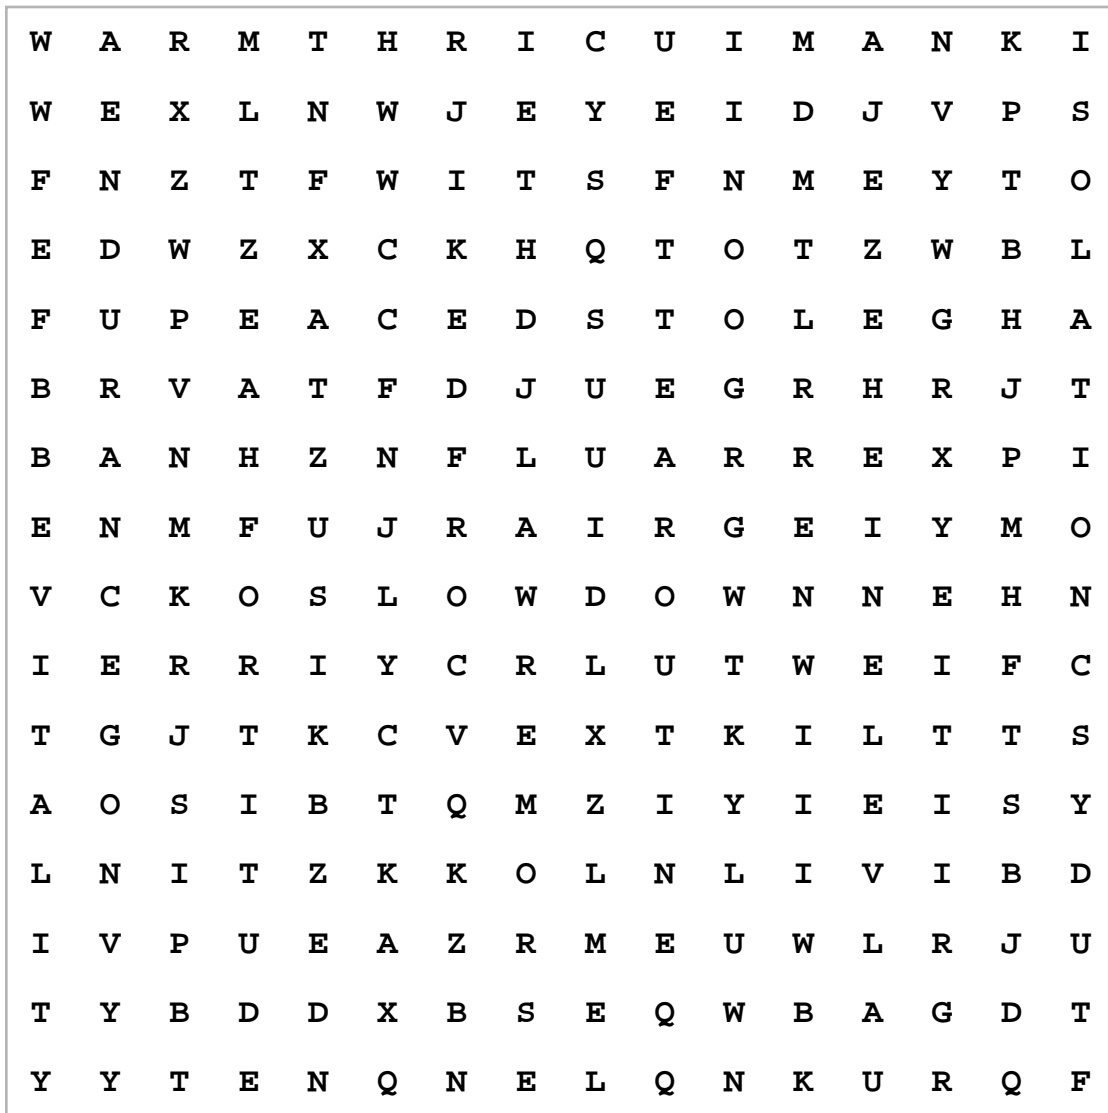 W A R M T H R I C U I M A N K I
W E X L N W J E Y E I D J V P S
F N Z T F W I T S F N M E Y T O
E D W Z X C K H Q T O T Z W B L
F U P E A C E D S T O L E G H A
B R V A T F D J U E G R H R J T
B A N H Z N F L U A R R E X P I
E N M F U J R A I R G E I Y M O
V C K O S L O W D O W N N E H N
I E R R I Y C R L U T W E I F C
T G J T K C V E X T K I L T T S
A O S I B T Q M Z I Y I E I S Y
L N I T Z K K O L N L I V I B D
I V P U E A Z R M E U W L R J U
T Y B D D X B S E Q W B A G D T
Y Y T E N Q N E L Q N K U R Q F